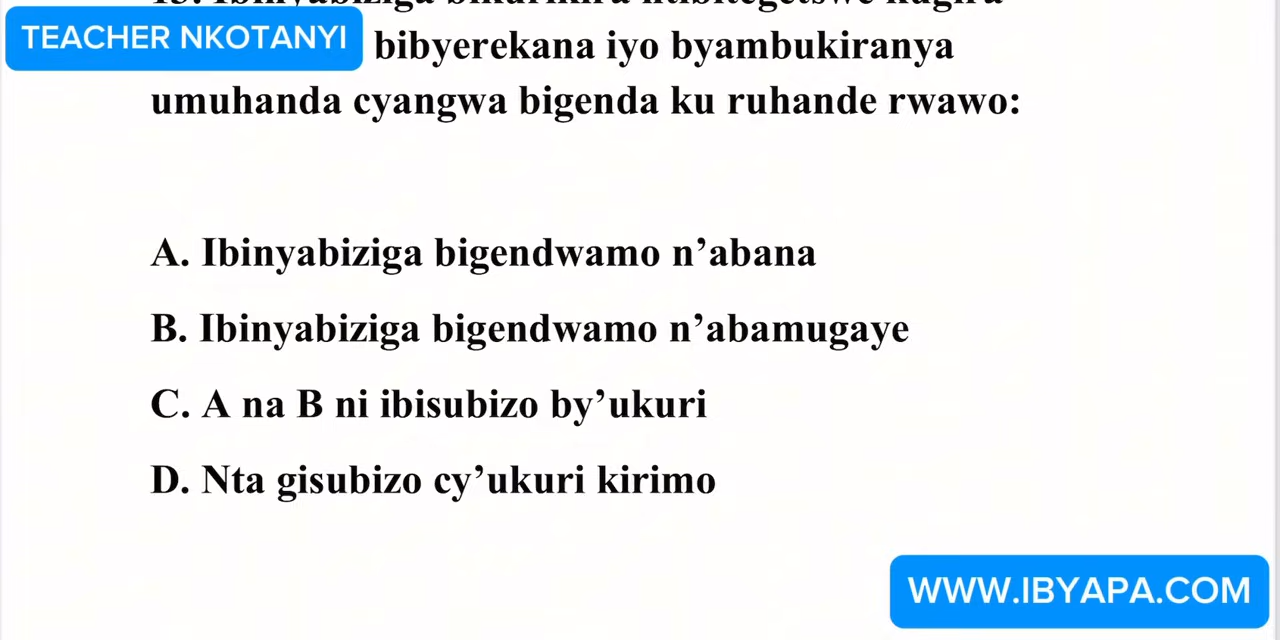 TEACHER NKOTANYI
bibyerekana iyo byambukiranya
umuhanda cyangwa bigenda ku ruhande rwawo:
A. Ibinyabiziga bigendwamo n’abana
B. Ibinyabiziga bigendwamo n’abamugaye
C. A na B ni ibisubizo by’ukuri
D. Nta gisubizo cy’ukuri kirimo
WWW.IBYAPA.COM